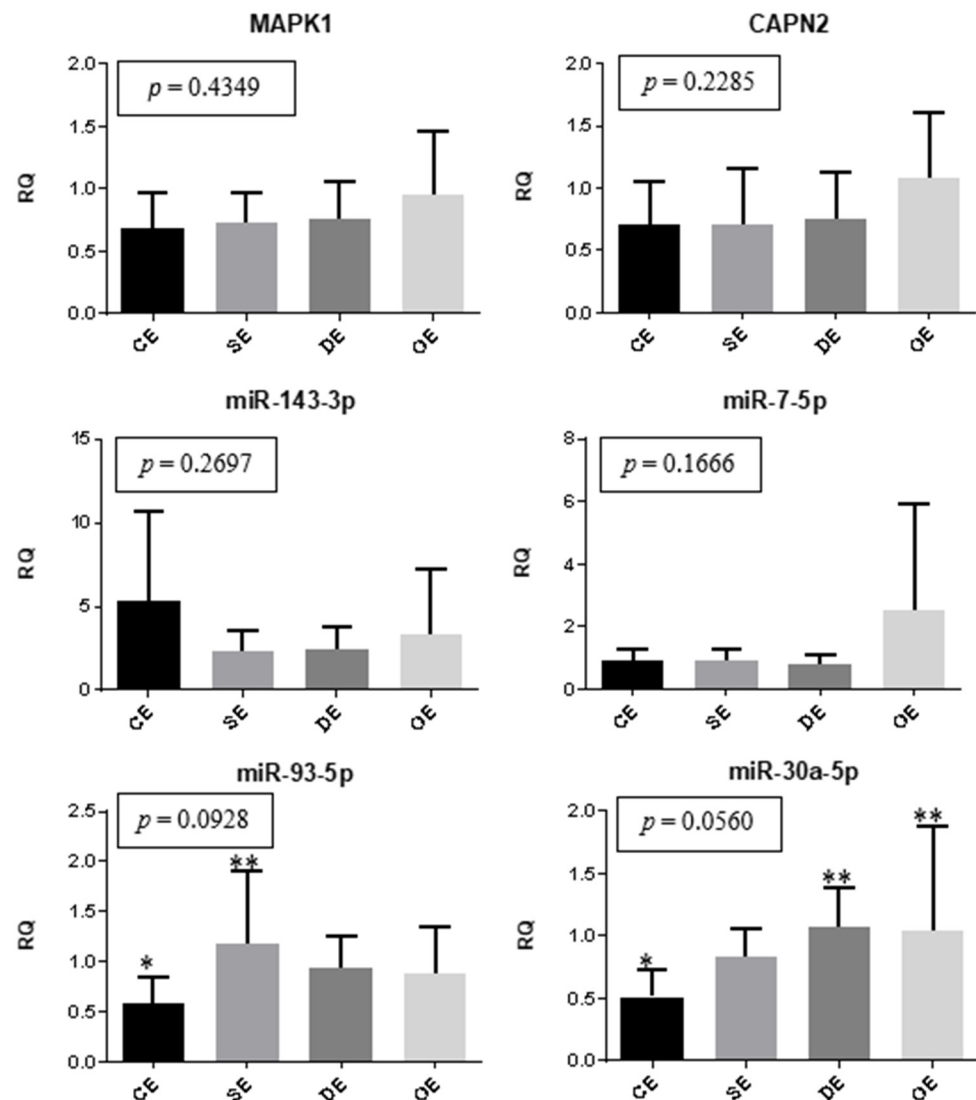 MAPK1
2.0
1.5
1.0
0.5
0.0
RQ
p = 0.4349
CE
SE
DE
OE
CAPN2
2.0
1.5
1.0
0.5
0.0
RQ
p = 0.2285
CE
SE
DE
OE
miR-143-3p
15
10
5
0
RQ
p = 0.2697
CE
SE
DE
OE
miR-7-5p
8
6
4
2
0
RQ
p = 0.1666
CE
SE
DE
OE
miR-93-5p
2.5
2.0
1.5
1.0
0.5
0.0
RQ
p = 0.0928
*
**
CE
SE
DE
OE
miR-30a-5p
2.0
1.5
1.0
0.5
0.0
RQ
p = 0.0560
*
**
**
CE
SE
DE
OE